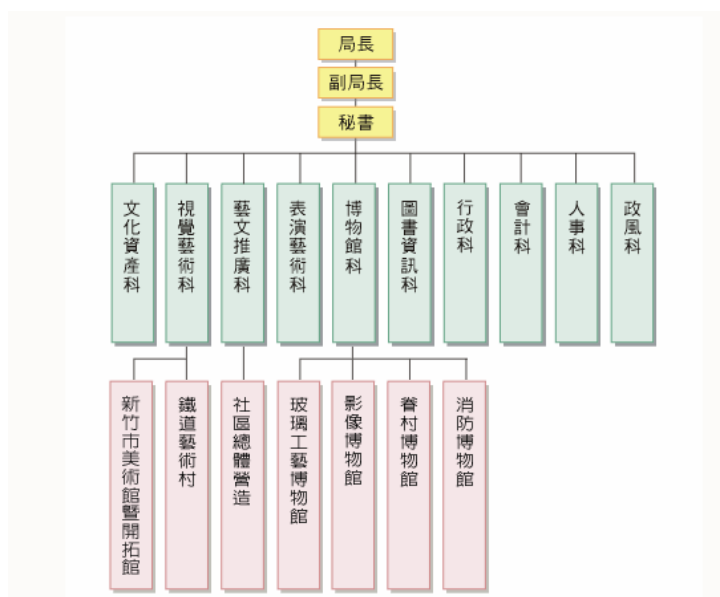 局長
副局長
秘書
文化資產科
視覺藝術科
藝文推廣科
表演藝術科
博物館科
圖書資訊科
行政科
會計科
人事科
政風科
新竹市美術館暨開拓館
鐵道藝術村
社區總體營造
玻璃工藝博物館
影像博物館
眷村博物館
消防博物館